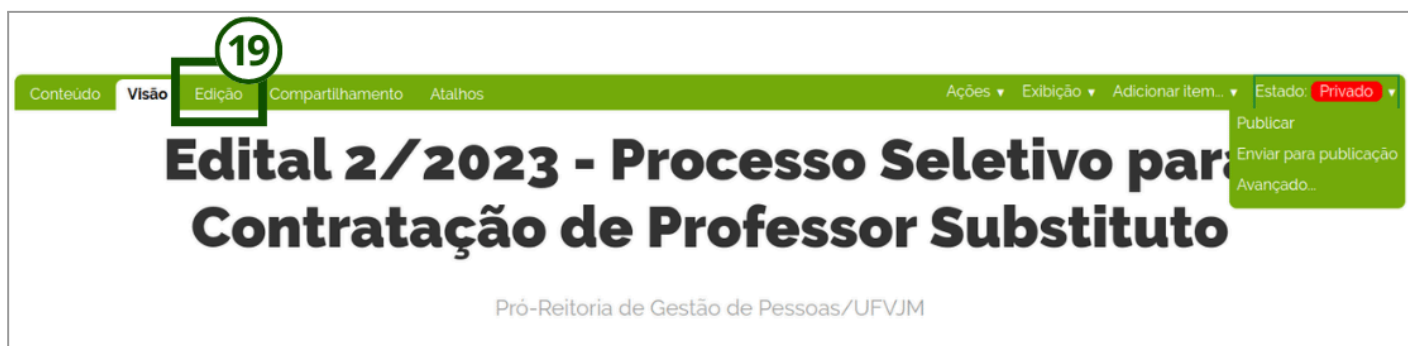 19
Conteúdo Visão Edição Compartilhamento Atalhos Ações ▾ Exibição ▾ Adicionar item... ▾ Estado: Privado ▾
Publicar
Enviar para publicação
Avançado...
Edital 2/2023 - Processo Seletivo para
Contratação de Professor Substituto
Pró-Reitoria de Gestão de Pessoas/UFVJM